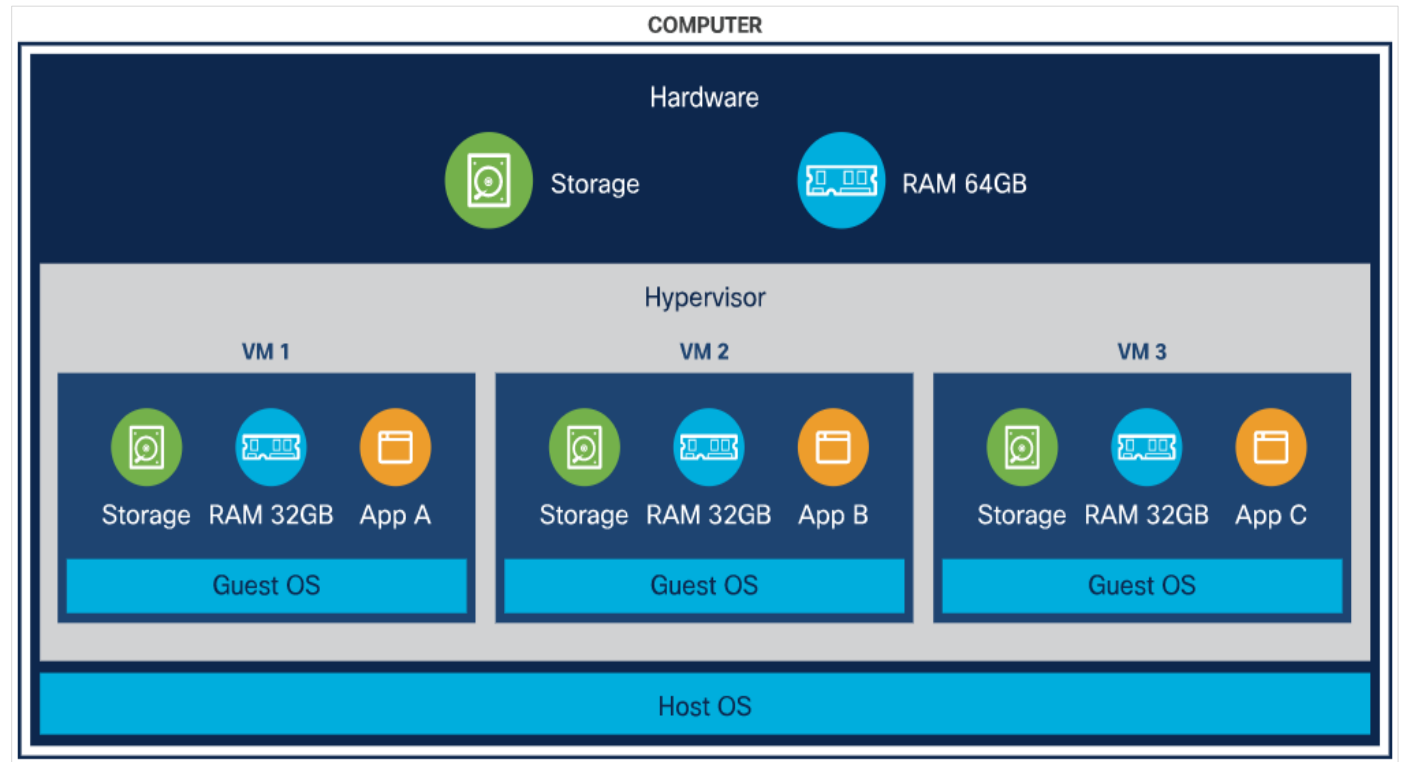 COMPUTER
Hardware
Storage
RAM 64GB
Hypervisor
VM 1
VM 2
VM 3
Storage RAM 32GB App A
Storage RAM 32GB App B
Storage RAM 32GB App C
Guest OS
Guest OS
Guest OS
Host OS